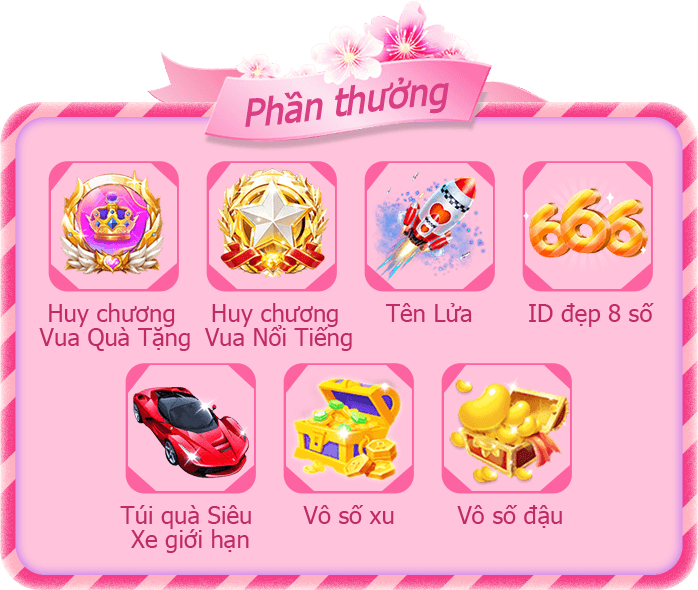 Phần thưởng
666
Huy chương
Vua Quà Tặng
Huy chương
Vua Nổi Tiếng
Tên Lửa
ID đẹp 8 số
Túi quà Siêu
Xe giới hạn
Vô số xu
Vô số đậu